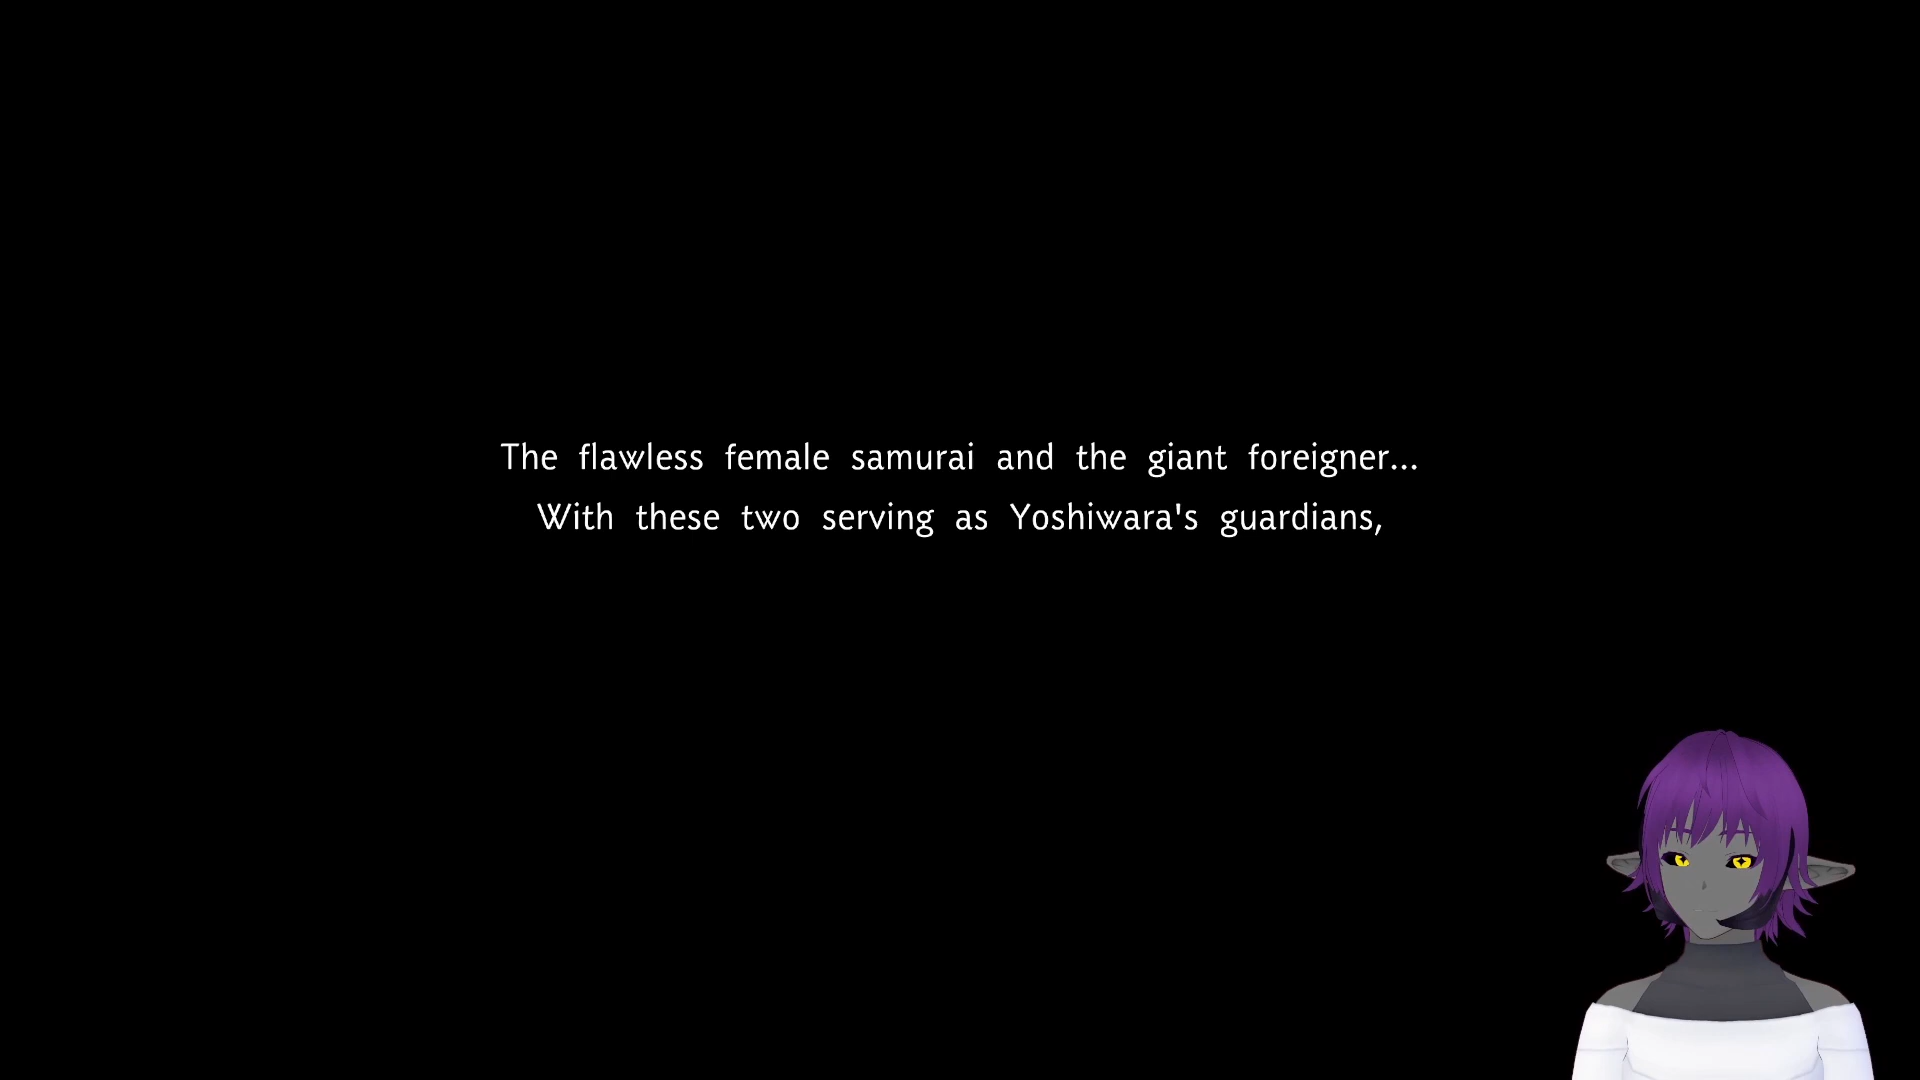 The flawless female samurai and the giant foreigner...
With these two serving as Yoshiwara's guardians,